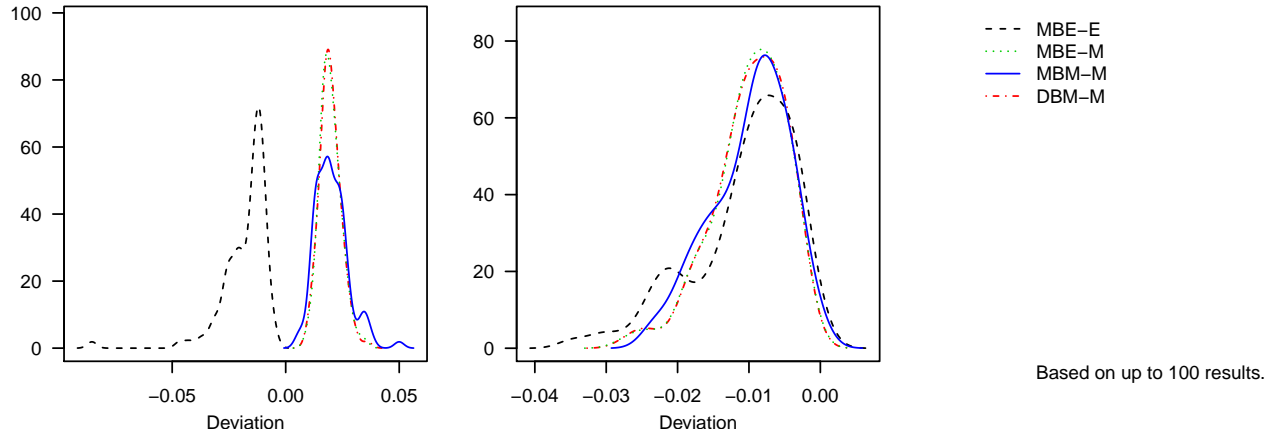 100
80
60
40
20
0
−0.05 0.00 0.05
Deviation
80
60
40
20
0
−0.04 −0.03 −0.02 −0.01 0.00
Deviation
MBE−E
MBE−M
MBM−M
DBM−M
Based on up to 100 results.